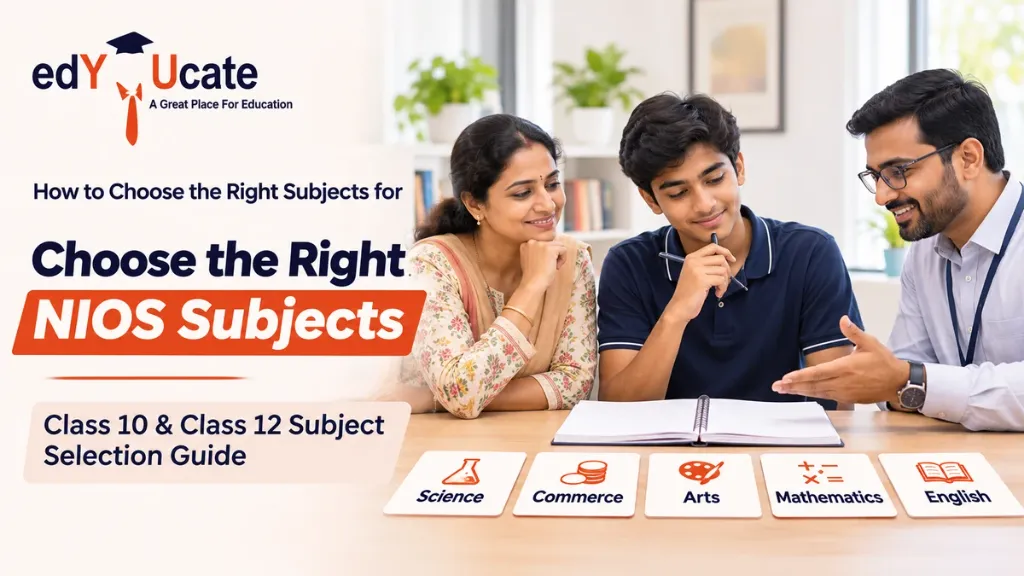 edYUcate
A Great Place For Education
How to Choose the Right Subjects for
Choose the Right
NIOS Subjects
Class 10 & Class 12 Subject
Selection Guide
Science
Commerce
Arts
Mathematics
English